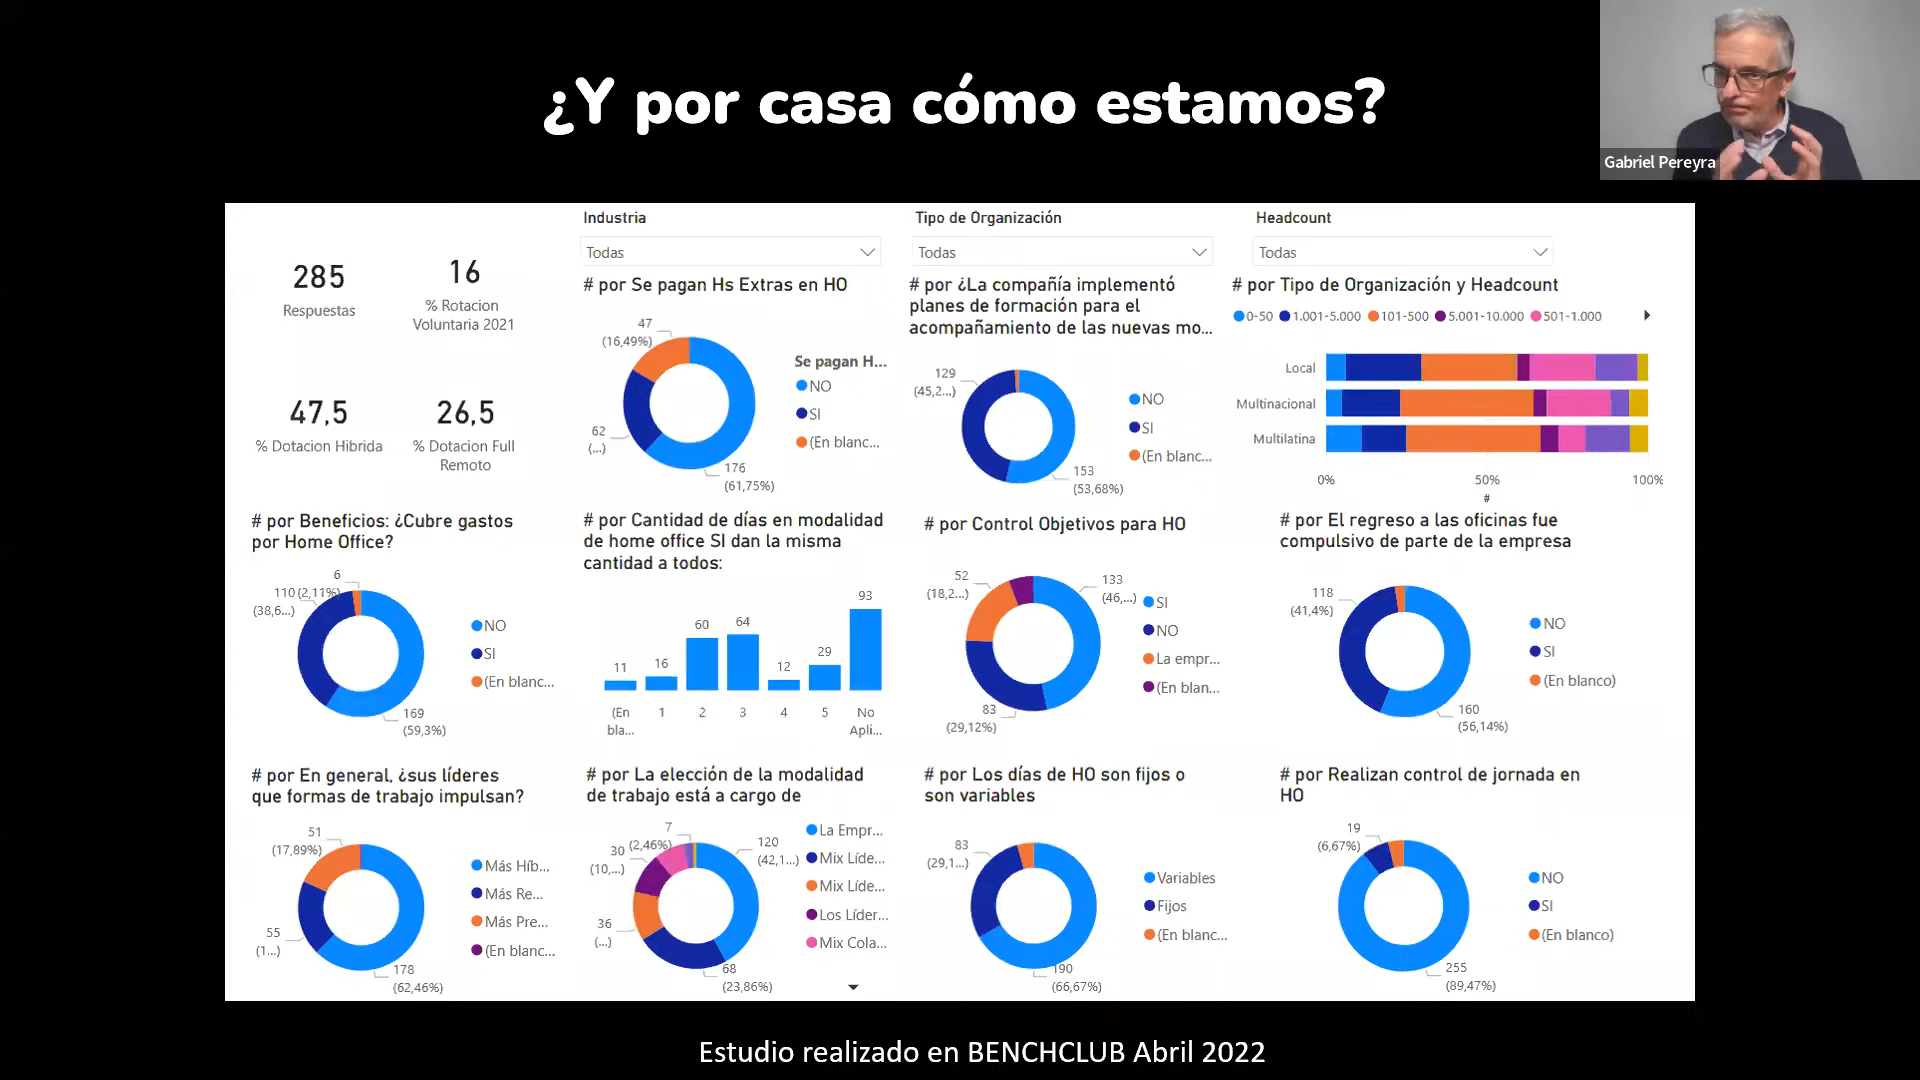 ¿Y por casa cómo estamos?
Gabriel Pereyra
285
Respuestas
16
% Rotacion
Voluntaria 2021
47,5
% Dotacion Hibrida
26,5
% Dotacion Full
Remoto
Industria
Todas
Tipo de Organización
Todas
Headcount
Todas
# por Se pagan Hs Extras en HO
47
(16,49%)
62
(...)
176
(61,75%)
Se pagan H...
NO
SI
(En blanc...
# por ¿La compañía implementó
planes de formación para el
acompañamiento de las nuevas mo...
129
(45,2...)
153
(53,68%)
NO
SI
(En blanc...
# por Tipo de Organización y Headcount
0-50 1.001-5.000 101-500 5.001-10.000 501-1.000
Local
Multinacional
Multilatina
0% 50% 100%
#
# por Beneficios: ¿Cubre gastos
por Home Office?
6
(2,11%)
110
(38,6...)
169
(59,3%)
NO
SI
(En blanc...
# por Cantidad de días en modalidad
de home office SI dan la misma
cantidad a todos:
11 16 60 64 12 29 93
(En 1 2 3 4 5 No
bla... Apli...
# por Control Objetivos para HO
52
(18,2...)
133
(46,...)
83
(29,12%)
SI
NO
La empr...
(En blan...
# por El regreso a las oficinas fue
compulsivo de parte de la empresa
118
(41,4%)
160
(56,14%)
NO
SI
(En blanco)
# por En general, ¿sus líderes
que formas de trabajo impulsan?
51
(17,89%)
55
(1...)
178
(62,46%)
Más Híb...
Más Re...
Más Pre...
(En blanc...
# por La elección de la modalidad
de trabajo está a cargo de
7
(2,46%)
30
(10,...)
36
(...)
120
(42,1...)
68
(23,86%)
La Empr...
Mix Líde...
Mix Líde...
Los Líder...
Mix Cola...
# por Los días de HO son fijos o
son variables
83
(29,1...)
190
(66,67%)
Variables
Fijos
(En blanc...
# por Realizan control de jornada en
HO
19
(6,67%)
255
(89,47%)
NO
SI
(En blanco)
Estudio realizado en BENCHCLUB Abril 2022